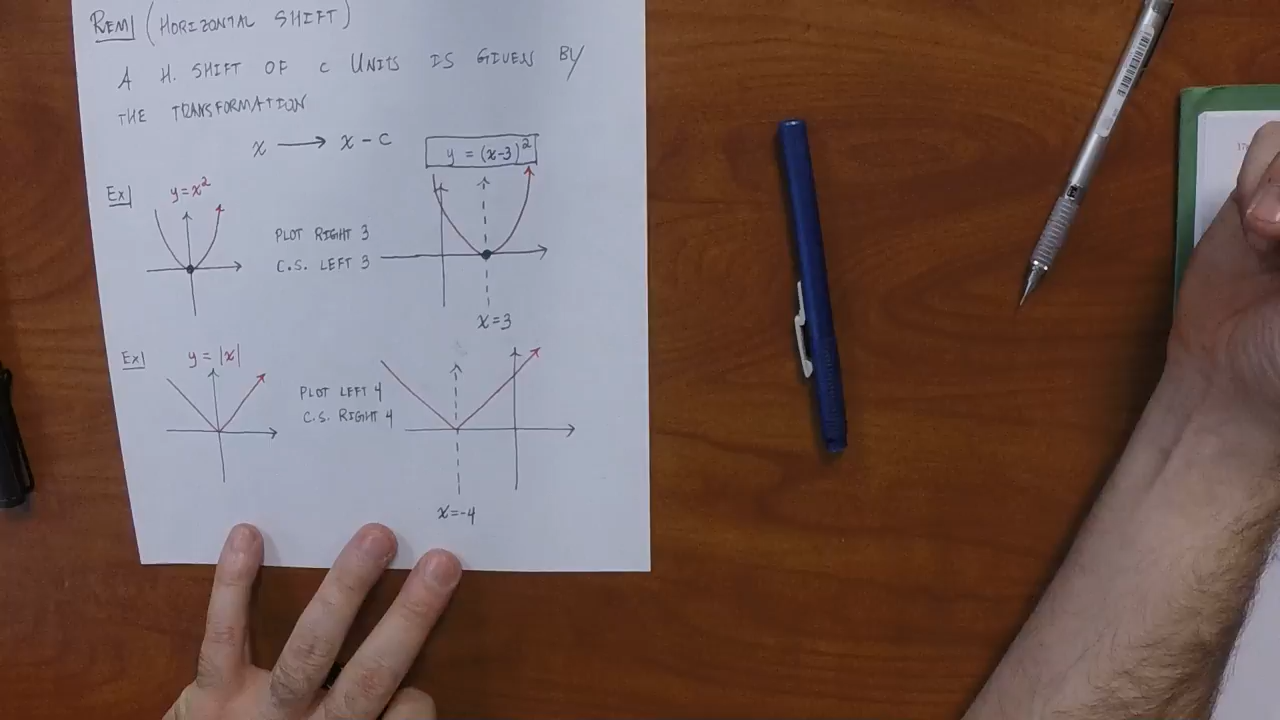 REM (HORIZONTAL SHIFT)
A H. SHIFT OF c UNITS IS GIVEN BY
THE TRANSFORMATION
x → x - c
y = (x-3)²
Ex
y=x²
PLOT RIGHT 3
C.S. LEFT 3
x=3
Ex
y = |x|
PLOT LEFT 4
C.S. RIGHT 4
x=-4